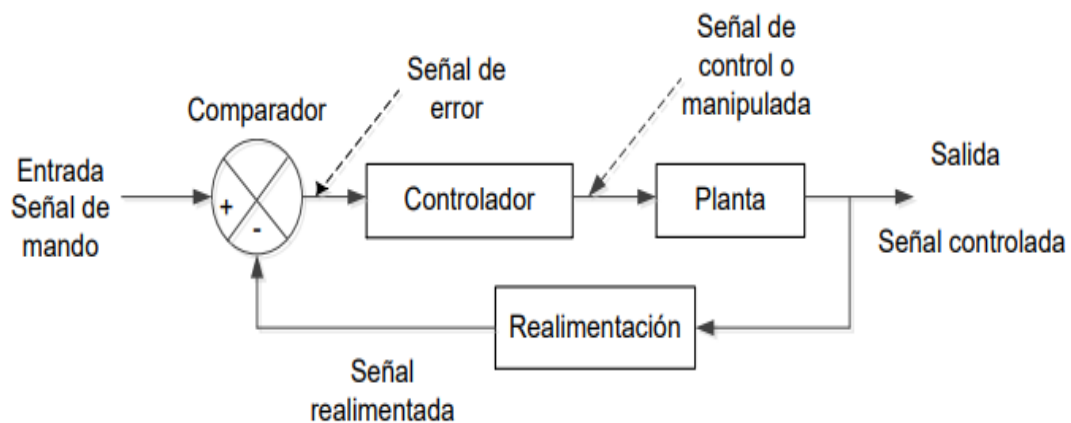 Señal de
control o
manipulada
Señal de
error
Comparador
Entrada
Señal de
mando
+
-
Controlador
Planta
Salida
Señal controlada
Realimentación
Señal
realimentada